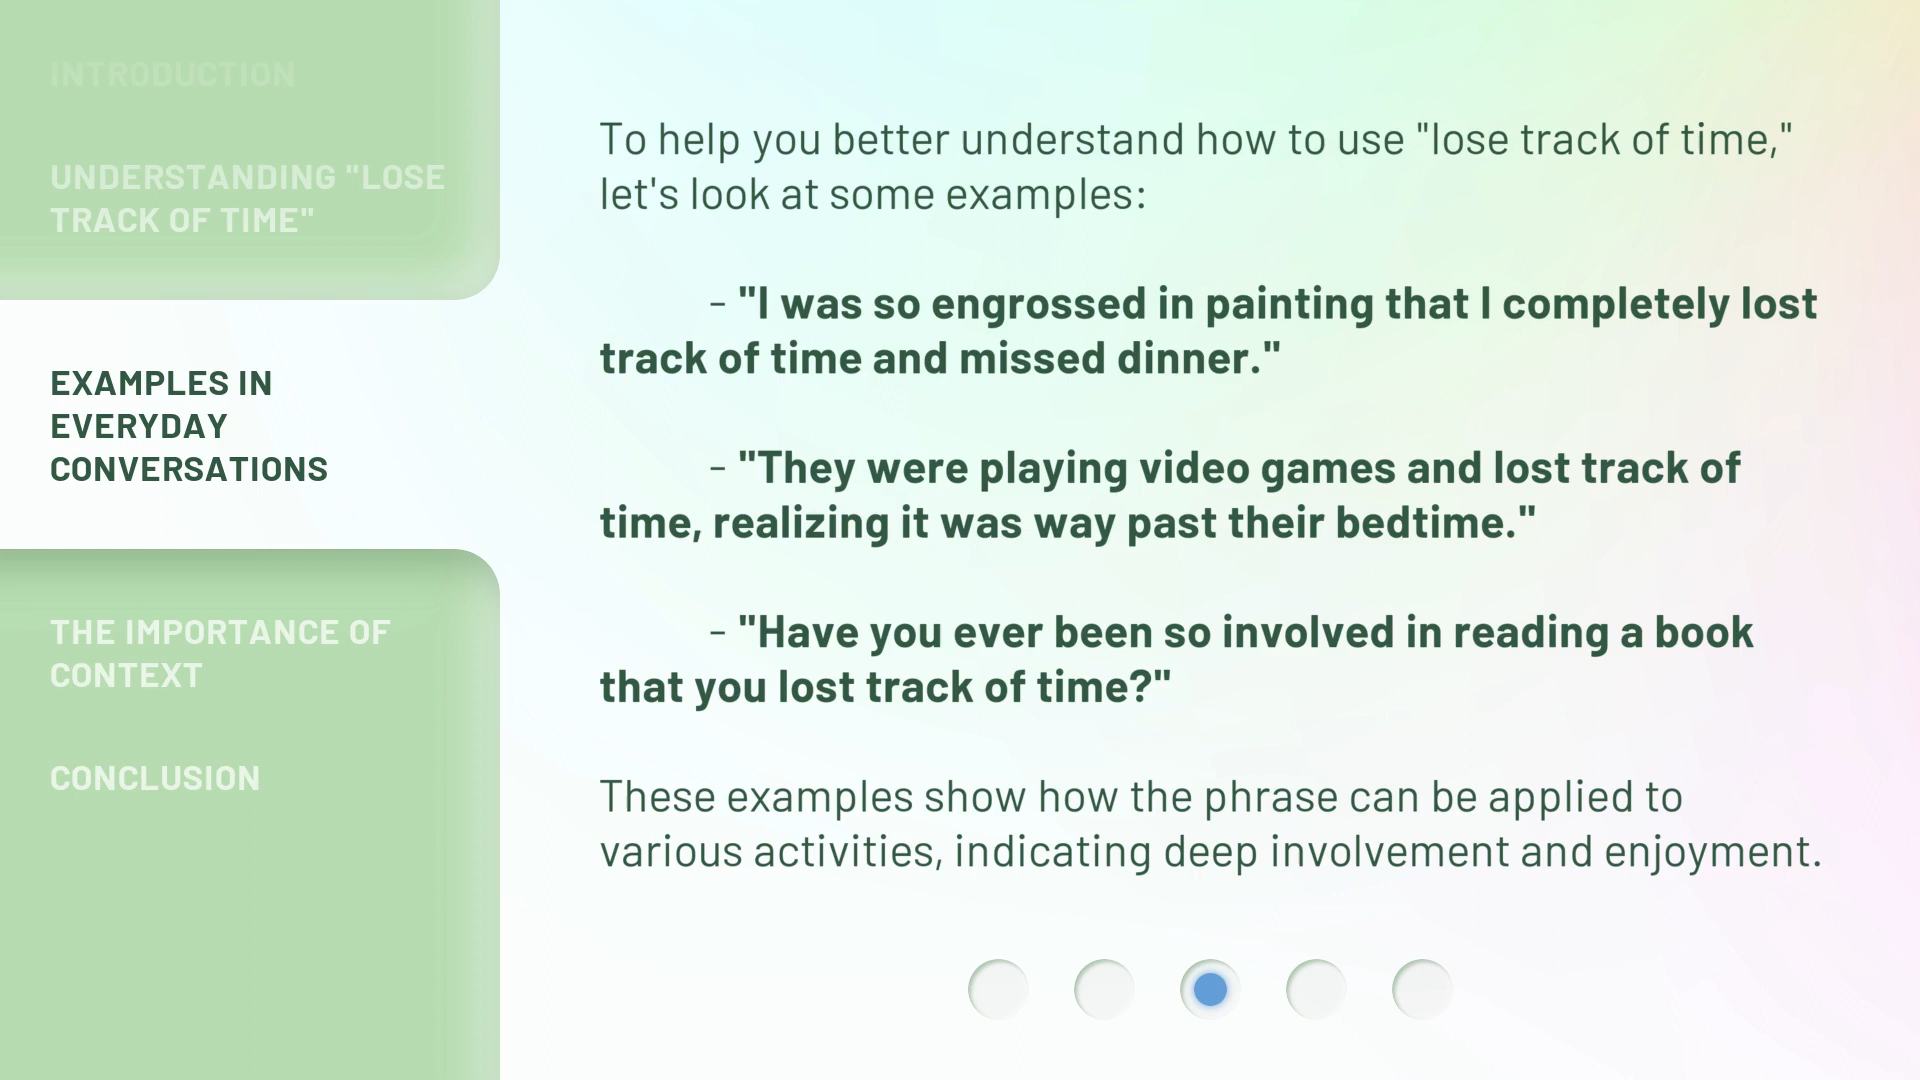 INTRODUCTION
UNDERSTANDING "LOSE
TRACK OF TIME"
EXAMPLES IN
EVERYDAY
CONVERSATIONS
THE IMPORTANCE OF
CONTEXT
CONCLUSION
To help you better understand how to use "lose track of time,"
let's look at some examples:
- "I was so engrossed in painting that I completely lost
track of time and missed dinner."
- "They were playing video games and lost track of
time, realizing it was way past their bedtime."
- "Have you ever been so involved in reading a book
that you lost track of time?"
These examples show how the phrase can be applied to
various activities, indicating deep involvement and enjoyment.